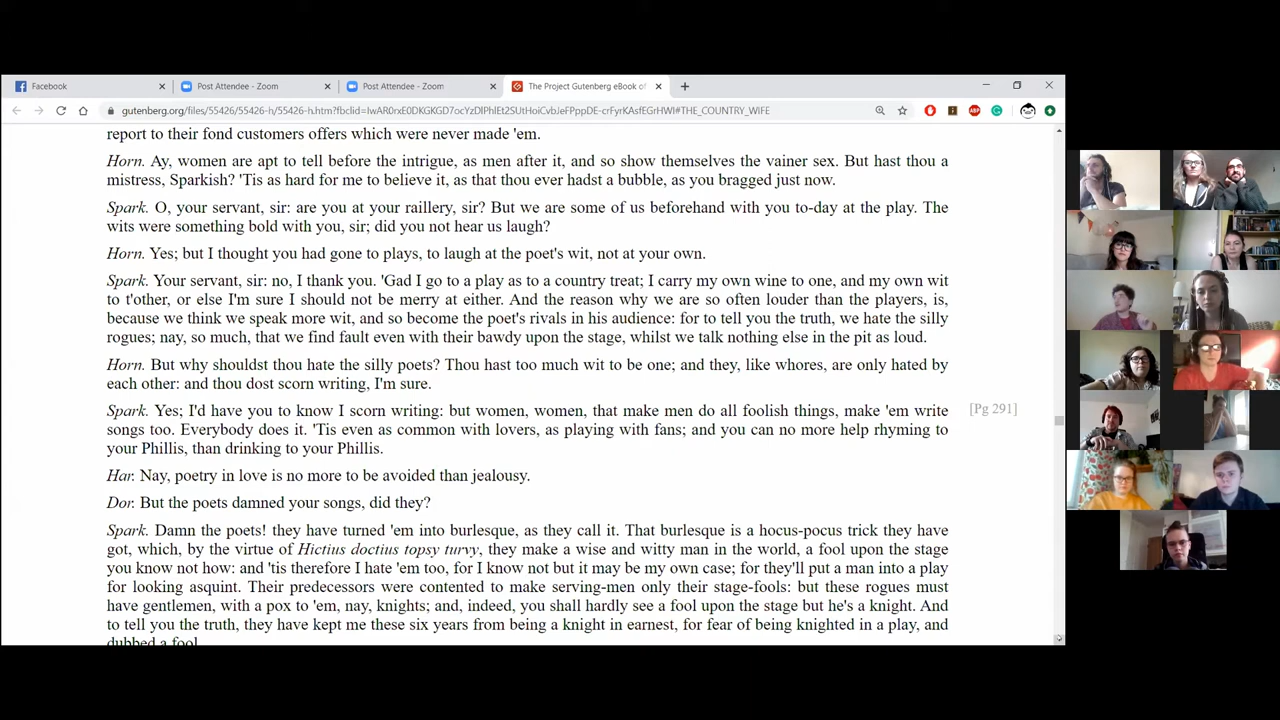 Facebook
Post Attendee - Zoom
Post Attendee - Zoom
The Project Gutenberg eBook of
gutenberg.org/files/55426/55426-h/55426-h.htm?fbclid=IwAR0rxE0DKGKGD7ocYzDlPhlEt2SUtHoiCvbJeFPppDE-crFyrKAsfEGrHWI#THE_COUNTRY_WIFE
report to their fond customers offers which were never made 'em.
Horn. Ay, women are apt to tell before the intrigue, as men after it, and so show themselves the vainer sex. But hast thou a
mistress, Sparkish? 'Tis as hard for me to believe it, as that thou ever hadst a bubble, as you bragged just now.
Spark. O, your servant, sir: are you at your raillery, sir? But we are some of us beforehand with you to-day at the play. The
wits were something bold with you, sir; did you not hear us laugh?
Horn. Yes; but I thought you had gone to plays, to laugh at the poet's wit, not at your own.
Spark. Your servant, sir: no, I thank you. 'Gad I go to a play as to a country treat; I carry my own wine to one, and my own wit
to t'other, or else I'm sure I should not be merry at either. And the reason why we are so often louder than the players, is,
because we think we speak more wit, and so become the poet's rivals in his audience: for to tell you the truth, we hate the silly
rogues; nay, so much, that we find fault even with their bawdy upon the stage, whilst we talk nothing else in the pit as loud.
Horn. But why shouldst thou hate the silly poets? Thou hast too much wit to be one; and they, like whores, are only hated by
each other: and thou dost scorn writing, I'm sure.
Spark. Yes; I'd have you to know I scorn writing: but women, women, that make men do all foolish things, make 'em write
[Pg 291]
songs too. Everybody does it. 'Tis even as common with lovers, as playing with fans; and you can no more help rhyming to
your Phillis, than drinking to your Phillis.
Har. Nay, poetry in love is no more to be avoided than jealousy.
Dor. But the poets damned your songs, did they?
Spark. Damn the poets! they have turned 'em into burlesque, as they call it. That burlesque is a hocus-pocus trick they have
got, which, by the virtue of Hictius doctius topsy turvy, they make a wise and witty man in the world, a fool upon the stage
you know not how: and 'tis therefore I hate 'em too, for I know not but it may be my own case; for they'll put a man into a play
for looking asquint. Their predecessors were contented to make serving-men only their stage-fools: but these rogues must
have gentlemen, with a pox to 'em, nay, knights; and, indeed, you shall hardly see a fool upon the stage but he's a knight. And
to tell you the truth, they have kept me these six years from being a knight in earnest, for fear of being knighted in a play, and
dubbed a fool